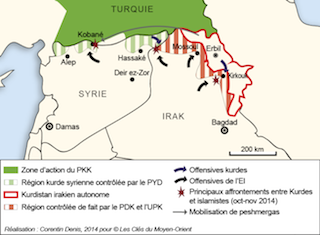 TURQUIE
Kobané
Alep
Hassaké
Mossoul
Erbil
Kirkouk
Deir ez-Zor
SYRIE
IRAK
Damas
Bagdad
200 km
Zone d'action du PKK
Région kurde syrienne contrôlée par le PYD
Kurdistan irakien autonome
Région contrôlée de fait par le PDK et l'UPK
Offensives kurdes
Offensives de l'EI
Principaux affrontements entre Kurdes
et islamistes (oct-nov 2014)
Mobilisation de peshmergas
Réalisation : Corentin Denis, 2014 pour © Les Clés du Moyen-Orient